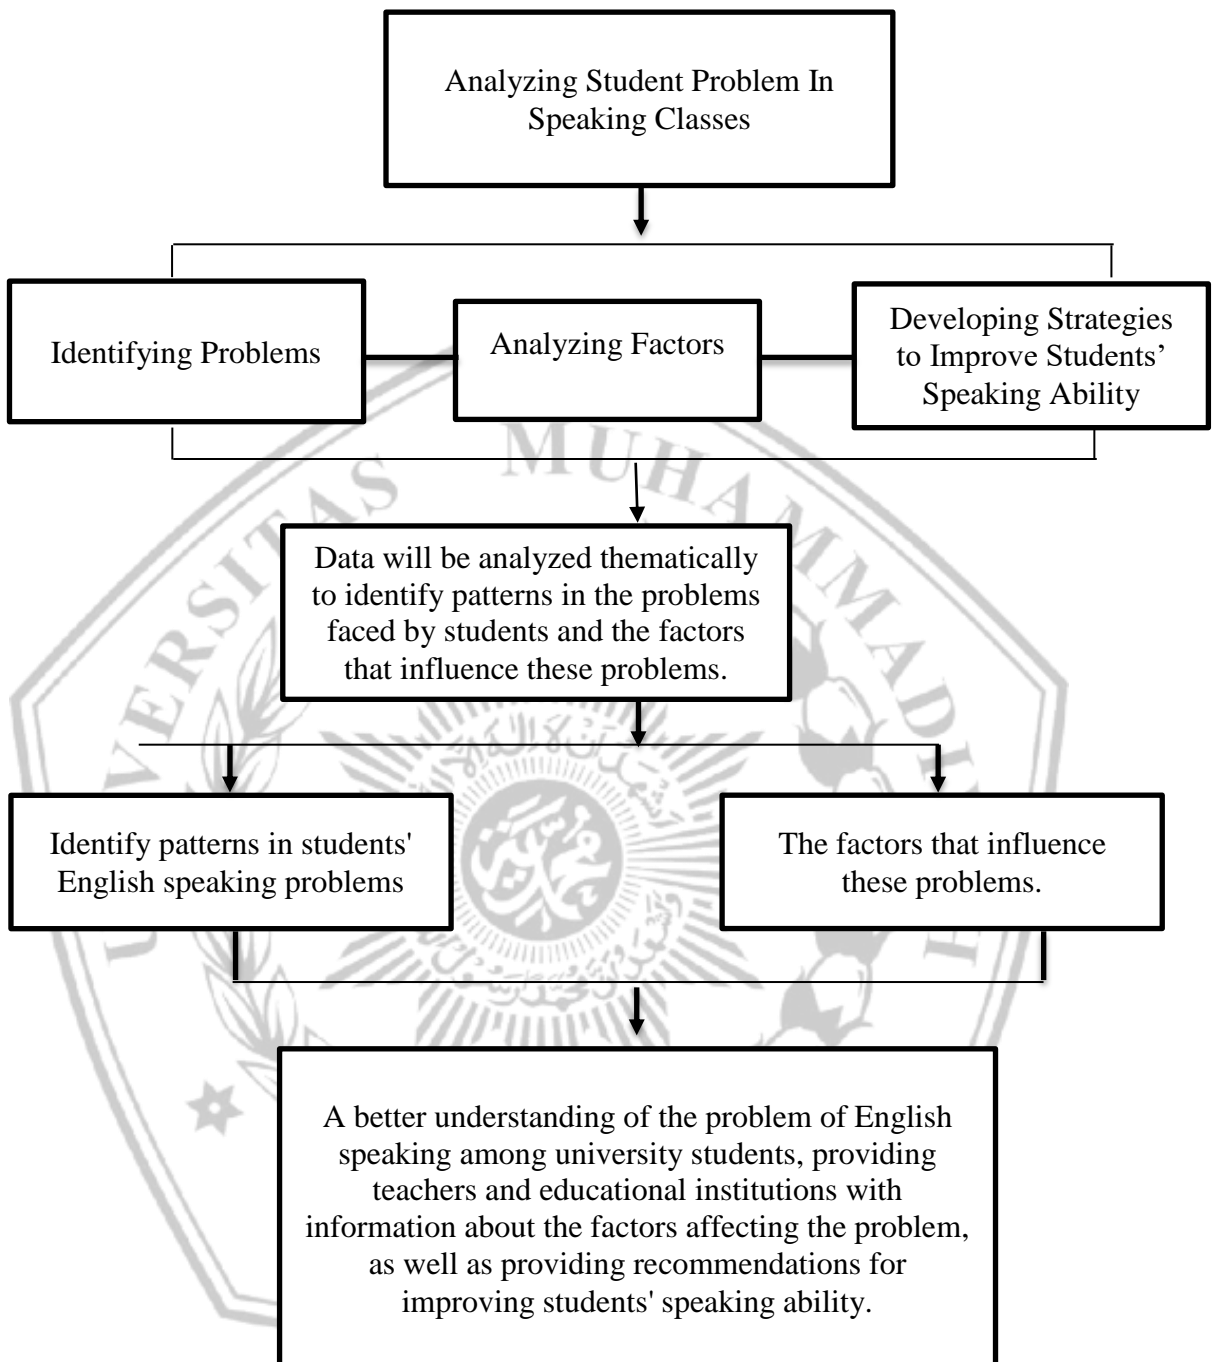 Analyzing Student Problem In
Speaking Classes
Identifying Problems
Analyzing Factors
Developing Strategies
to Improve Students’
Speaking Ability
UNIVERSITAS MUHAMMADIYAH
Data will be analyzed thematically
to identify patterns in the problems
faced by students and the factors
that influence these problems.
Identify patterns in students'
English speaking problems
The factors that influence
these problems.
A better understanding of the problem of English
speaking among university students, providing
teachers and educational institutions with
information about the factors affecting the problem,
as well as providing recommendations for
improving students' speaking ability.